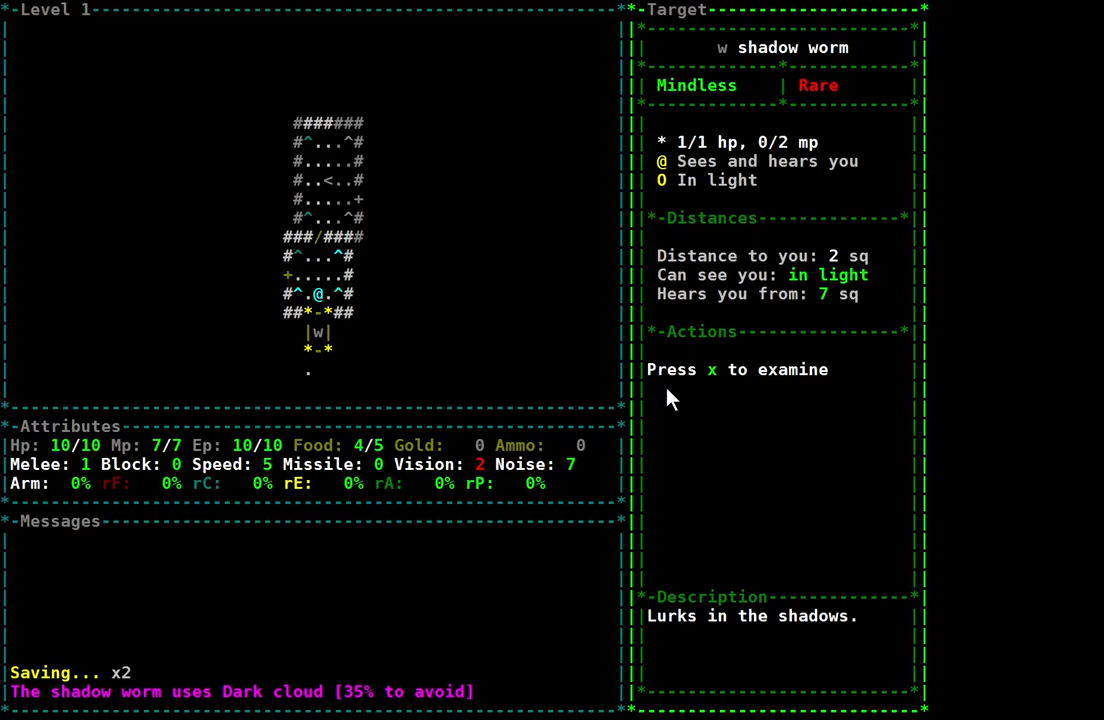 Level 1
#######
#^...^#
#.....#
#..<..#
#.....+
#^...^#
###/####
#^...^#
+.....#
#^.@.^#
##*-*##
|w|
*-*
.
Attributes
Hp: 10/10 Mp: 7/7 Ep: 10/10 Food: 4/5 Gold:   0 Ammo:   0
Melee: 1 Block: 0 Speed: 5 Missile: 0 Vision: 2 Noise: 7
Arm:  0% rF:   0% rC:   0% rE:   0% rA:   0% rP:   0%
Messages
Saving... x2
The shadow worm uses Dark cloud [35% to avoid]
Target
w shadow worm
Mindless | Rare
* 1/1 hp, 0/2 mp
@ Sees and hears you
O In light
Distances
Distance to you: 2 sq
Can see you: in light
Hears you from: 7 sq
Actions
Press x to examine
Description
Lurks in the shadows.